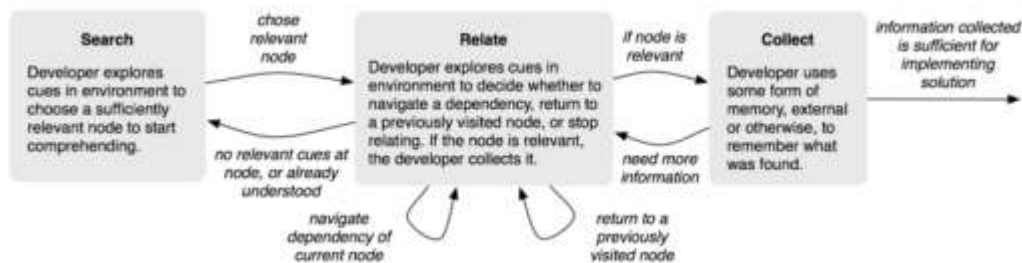 Search
Developer explores
cues in environment to
choose a sufficiently
relevant node to start
comprehending.
chose
relevant
node
no relevant cues at
node, or already
understood
Relate
Developer explores cues in
environment to decide whether to
navigate a dependency, return to
a previously visited node, or stop
relating. If the node is relevant,
the developer collects it.
navigate
dependency of
current node
return to a
previously
visited node
if node is
relevant
need more
information
Collect
Developer uses
some form of
memory, external
or otherwise, to
remember what
was found.
information collected
is sufficient for
implementing
solution